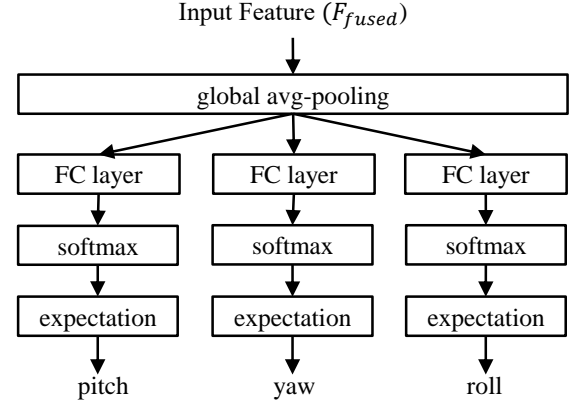 Input Feature (F_fused)
global avg-pooling
FC layer FC layer FC layer
softmax softmax softmax
expectation expectation expectation
pitch yaw roll